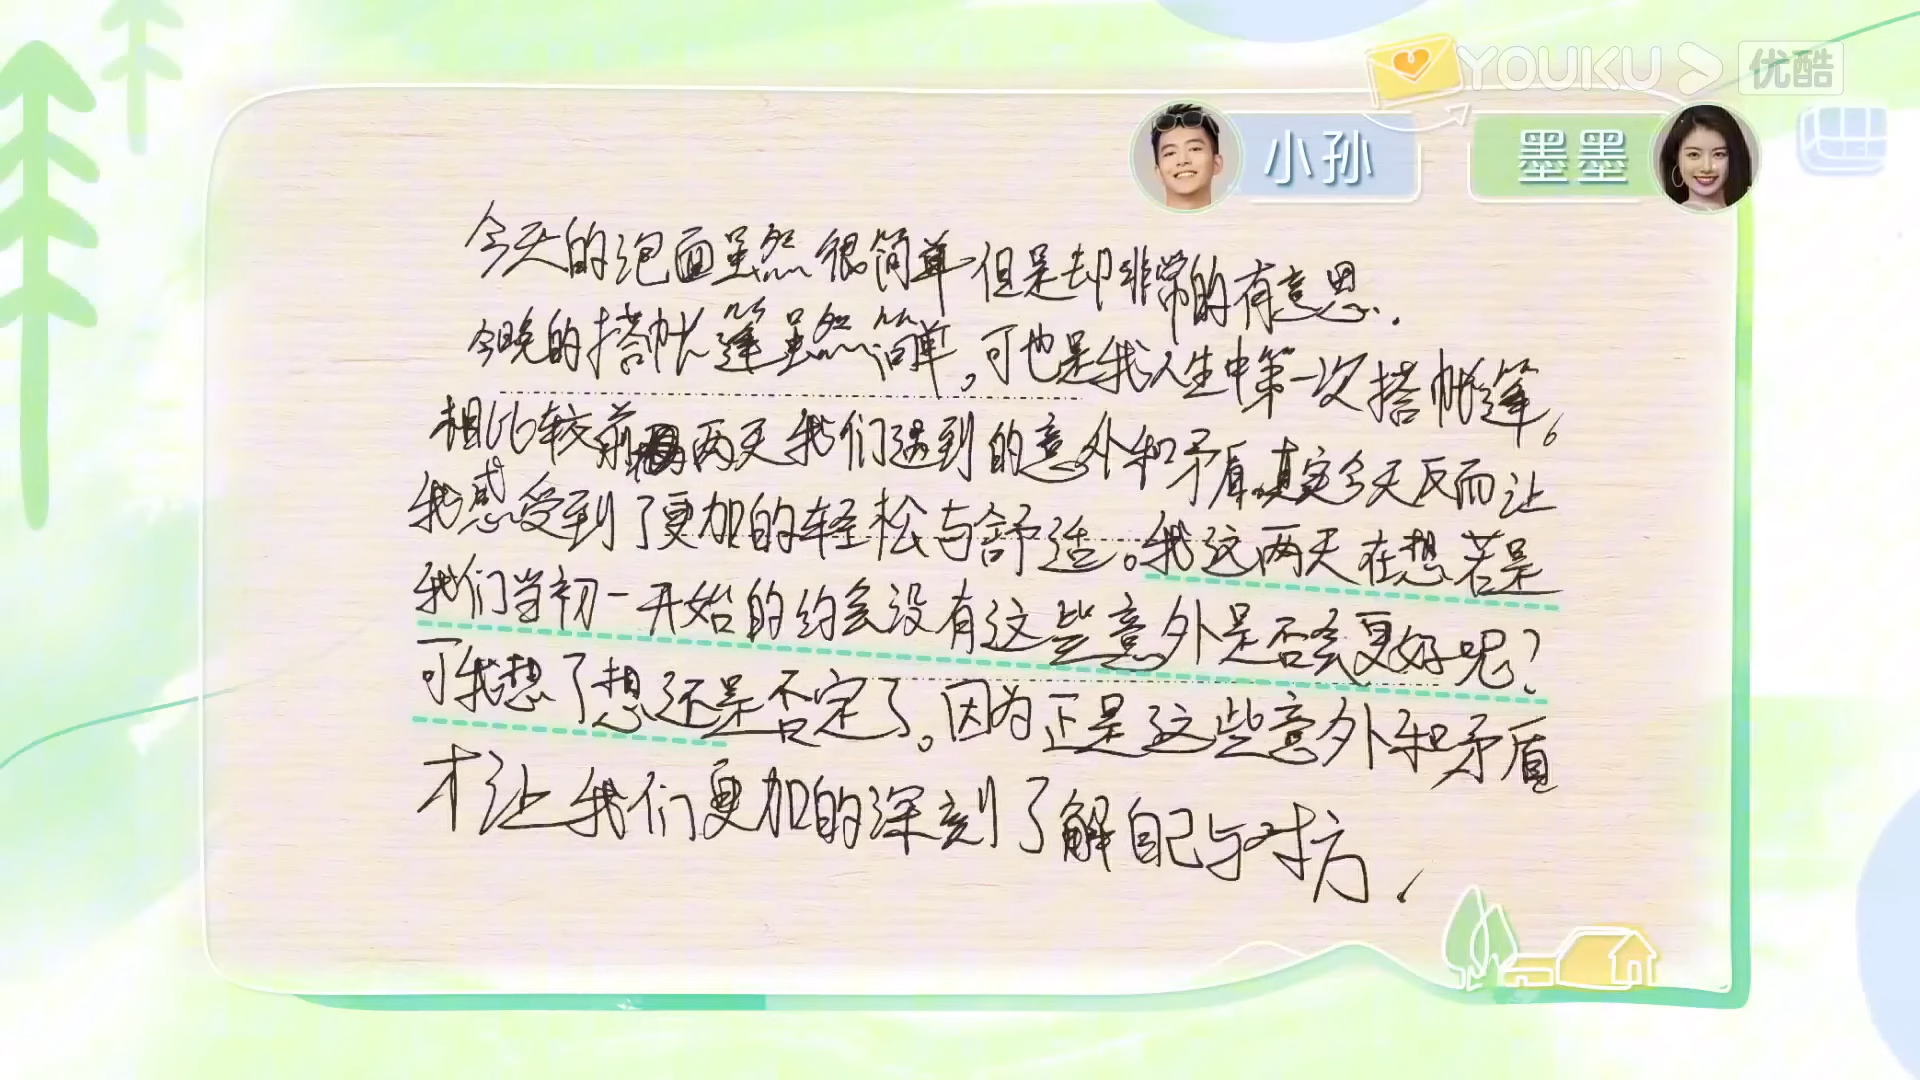 YOUKU 优酷
小孙 墨墨
今天的泡面虽然很简单但是却非常的有意思..
今晚的搭帐篷虽然简单。可也是我人生中第一次搭帐篷。
相比较前两天我们遇到的意外和矛盾,其实今天反而让
我感受到了更加的轻松与舒适。我这两天在想若是
我们当初一开始的约会没有这些意外是否会更好呢?
可我想了想还是否定了。因为正是这些意外和矛盾
才让我们更加的深刻了解自己与对方.